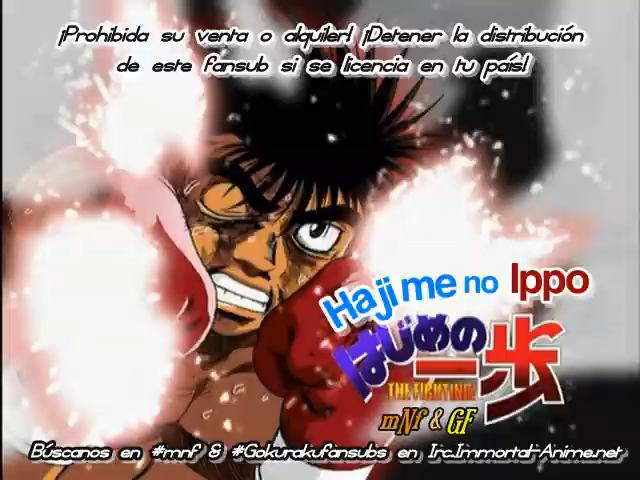 ¡Prohibida su venta o alquiler! ¡Detener la distribución
de este fansub si se licencia en tu país!
Hajime no Ippo
はじめの一歩
THE FIGHTING!
mNf & GF
Búscanos en #mnf & #Gokurakufansubs en Irc.Immortal-Anime.net